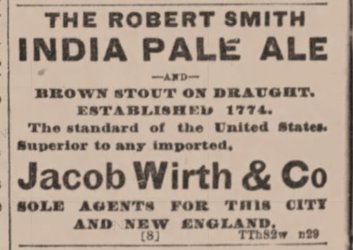 THE ROBERT SMITH
INDIA PALE ALE
—AND—
BROWN STOUT ON DRAUGHT.
ESTABLISHED 1774.
The standard of the United States.
Superior to any imported.
Jacob Wirth & Co
SOLE AGENTS FOR THIS CITY
AND NEW ENGLAND.
[8] TTh82w n29